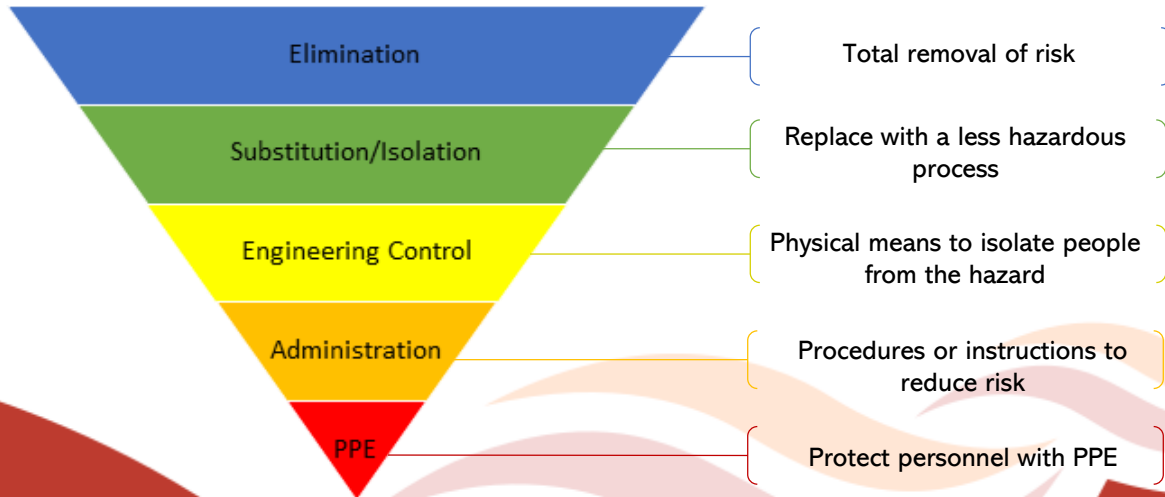 Elimination
Total removal of risk
Substitution/Isolation
Replace with a less hazardous
process
Engineering Control
Physical means to isolate people
from the hazard
Administration
Procedures or instructions to
reduce risk
PPE
Protect personnel with PPE